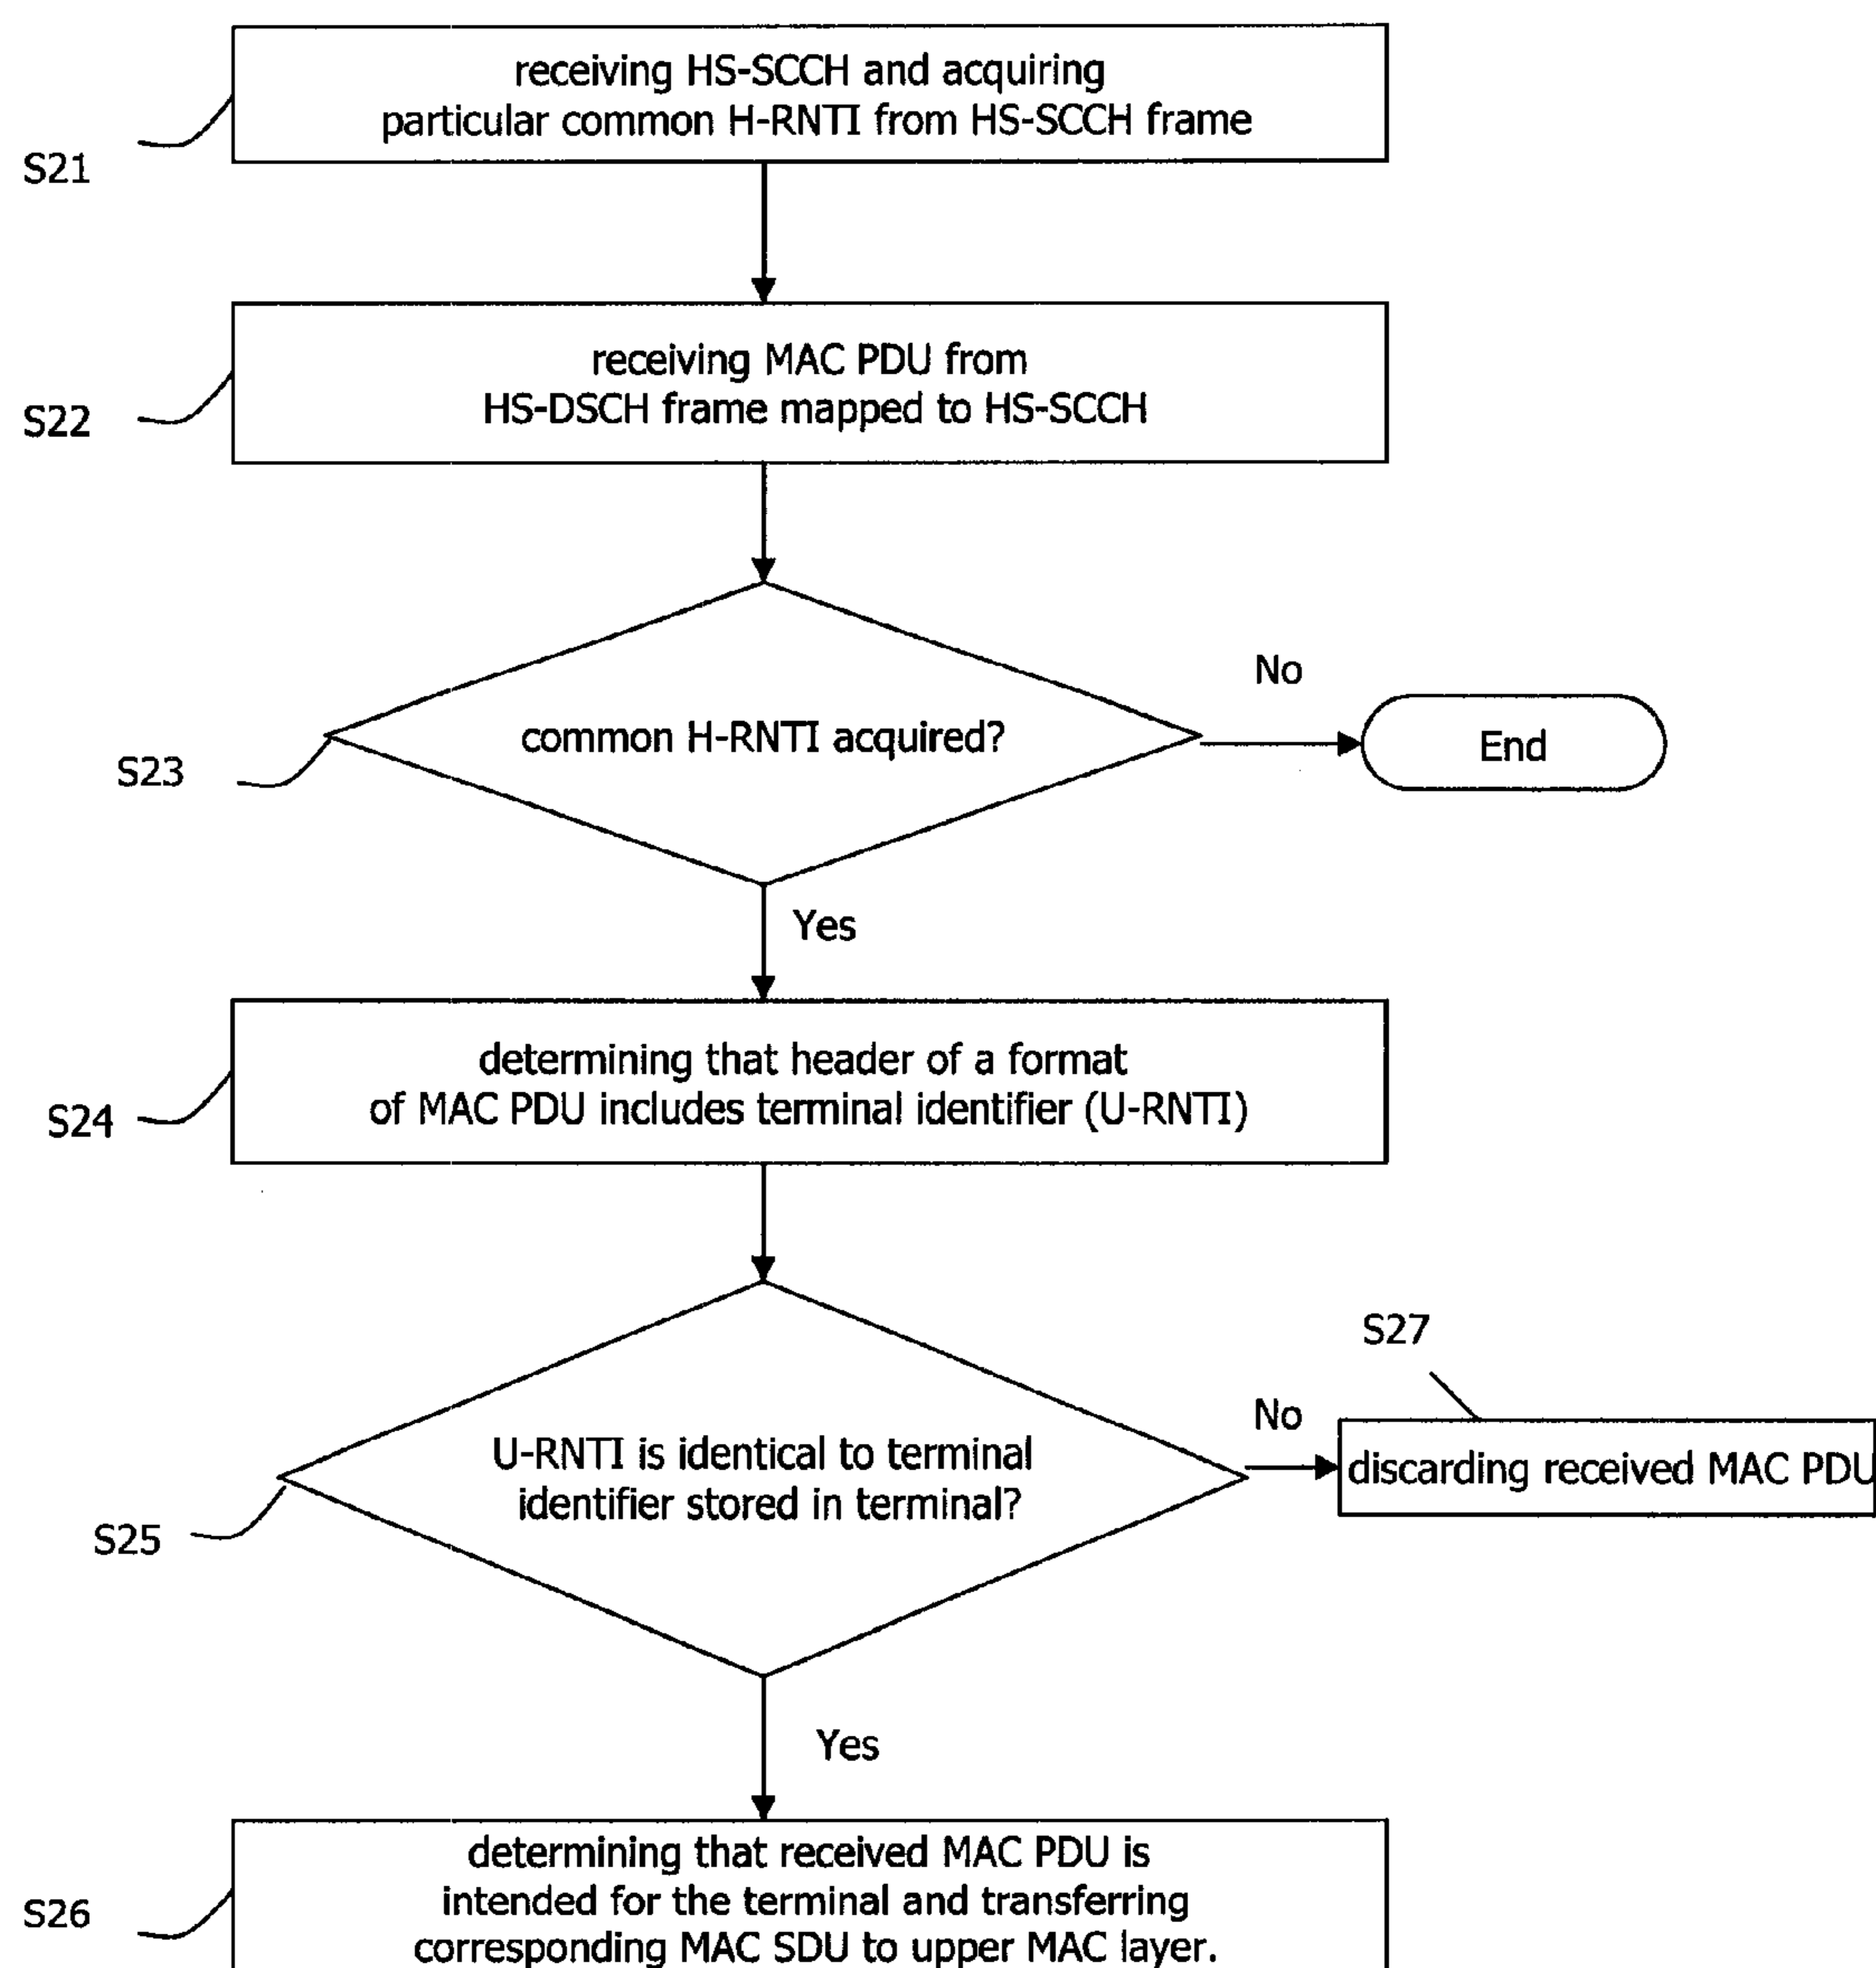 receiving HS-SCCH and acquiring
particular common H-RNTI from HS-SCCH frame
S21
receiving MAC PDU from
HS-DSCH frame mapped to HS-SCCH
S22
No
common H-RNTI acquired?
End
S23
Yes
determining that header of a format
of MAC PDU includes terminal identifier (U-RNTI)
S24
S27
No
U-RNTI is identical to terminal
identifier stored in terminal?
discarding received MAC PDU
S25
Yes
determining that received MAC PDU is
intended for the terminal and transferring
corresponding MAC SDU to upper MAC layer.
S26